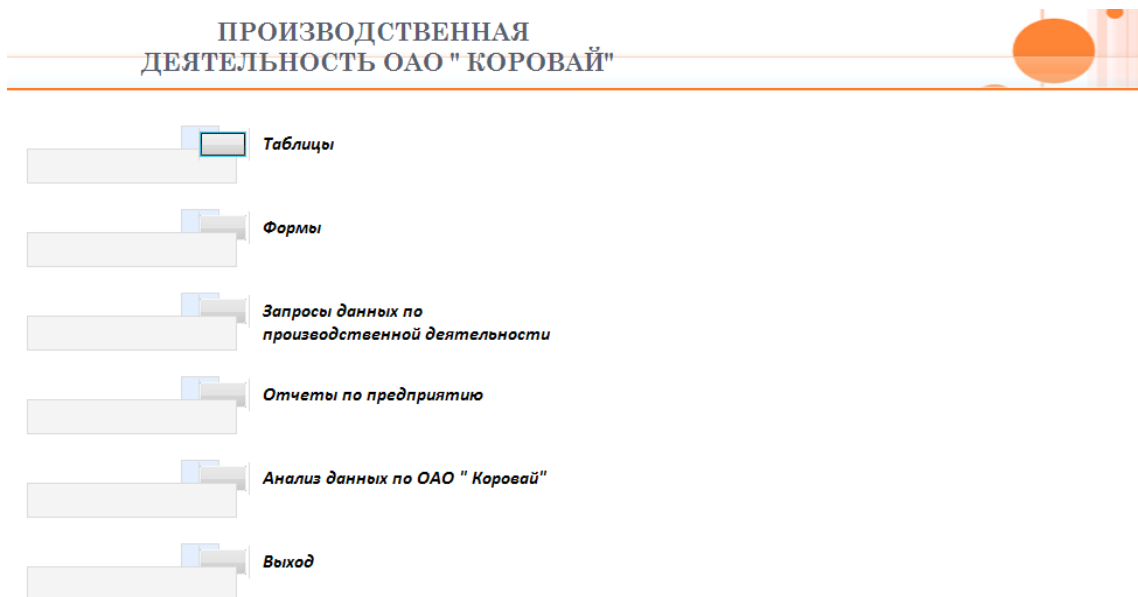 ПРОИЗВОДСТВЕННАЯ
ДЕЯТЕЛЬНОСТЬ ОАО " КОРОВАЙ"
Таблицы
Формы
Запросы данных по
производственной деятельности
Отчеты по предприятию
Анализ данных по ОАО " Коровай"
Выход